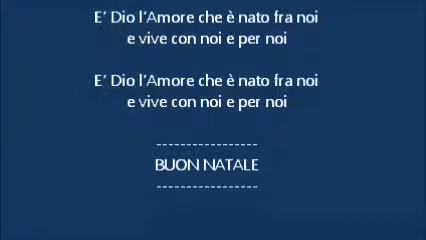 E' Dio l'Amore che è nato fra noi
e vive con noi e per noi
E' Dio l'Amore che è nato fra noi
e vive con noi e per noi
-----------------
BUON NATALE
-----------------